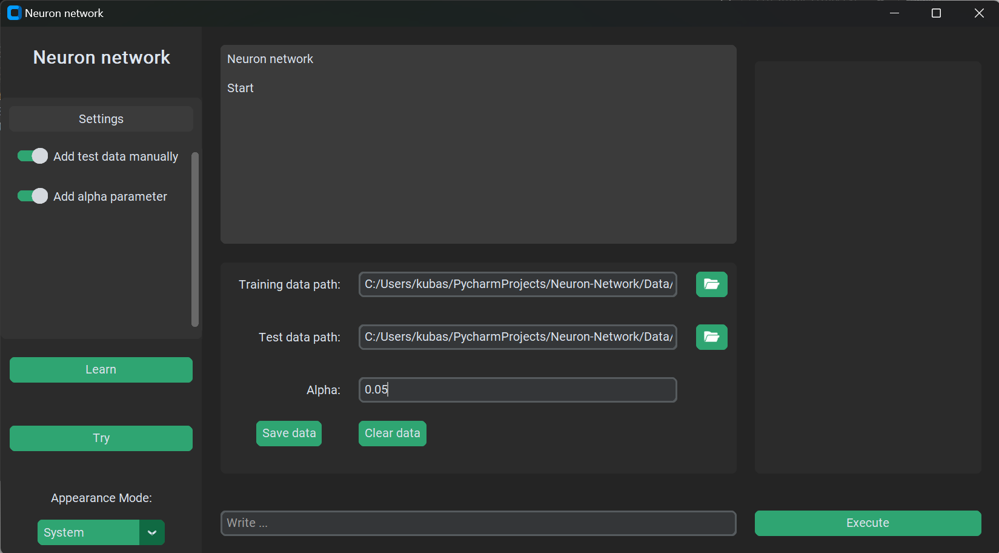 Neuron network
Neuron network
Settings
Add test data manually
Add alpha parameter
Learn
Try
Appearance Mode:
System
Neuron network
Start
Training data path: C:/Users/kubas/PycharmProjects/Neuron-Network/Data/
Test data path: C:/Users/kubas/PycharmProjects/Neuron-Network/Data/
Alpha: 0.05
Save data Clear data
Write ...
Execute